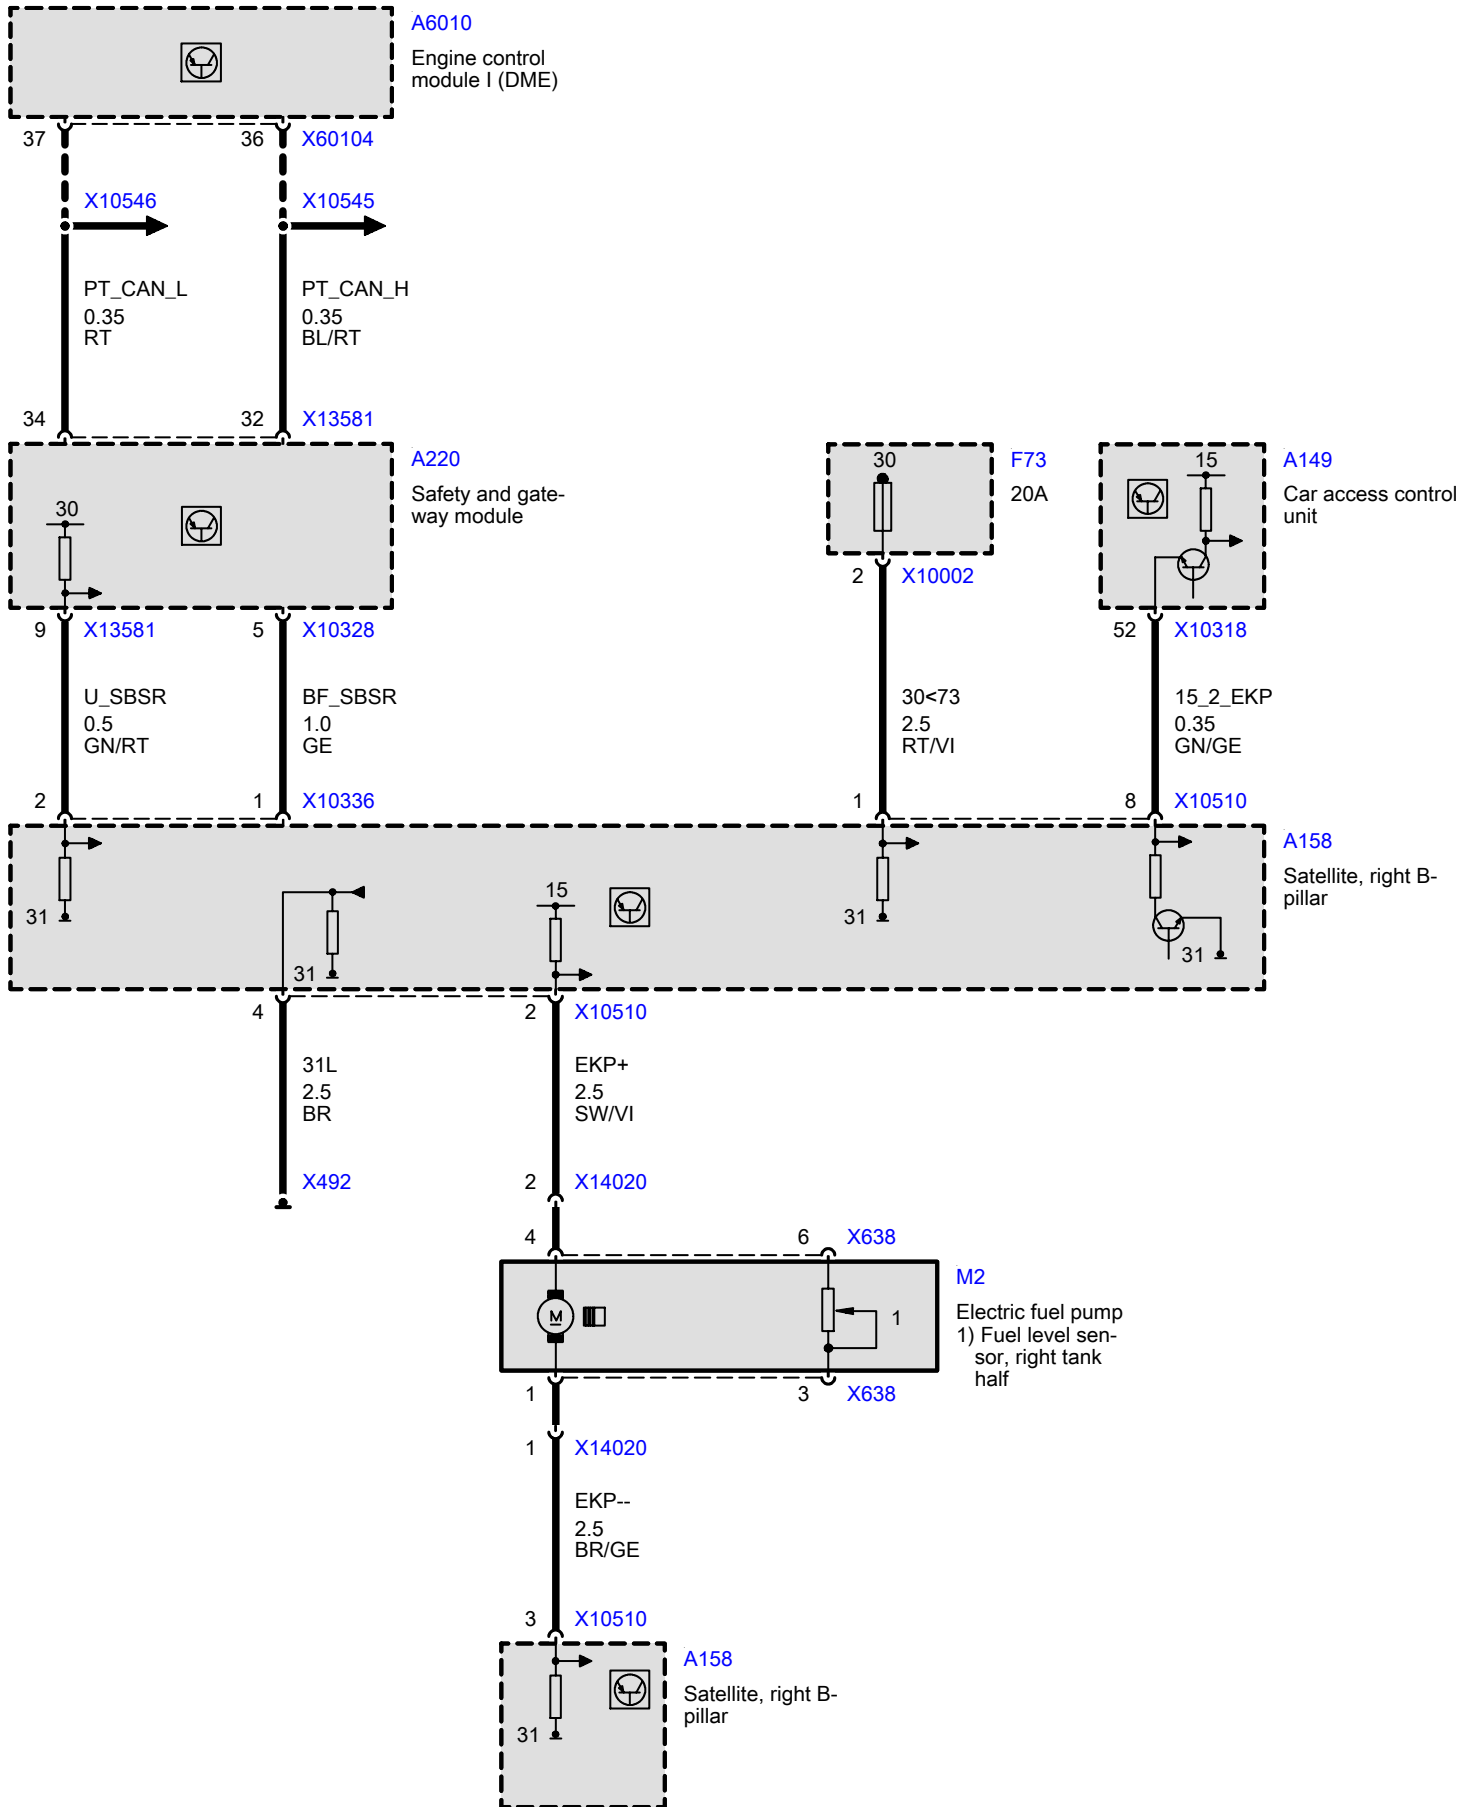 A6010
Engine control
module I (DME)
37
36
X60104
X10546
X10545
PT_CAN_L
0.35
RT
PT_CAN_H
0.35
BL/RT
34
32
X13581
A220
Safety and gate-
way module
30
F73
20A
30
A149
Car access control
unit
15
9
X13581
5
X10328
2
X10002
52
X10318
U_SBSR
0.5
GN/RT
BF_SBSR
1.0
GE
30<73
2.5
RT/VI
15_2_EKP
0.35
GN/GE
2
1
X10336
1
8
X10510
A158
Satellite, right B-
pillar
31
31
15
31
31
4
2
X10510
31L
2.5
BR
EKP+
2.5
SW/VI
X492
2
X14020
4
6
X638
M2
Electric fuel pump
1) Fuel level sen-
sor, right tank
half
M
1
1
3
X638
1
X14020
EKP--
2.5
BR/GE
3
X10510
A158
Satellite, right B-
pillar
31